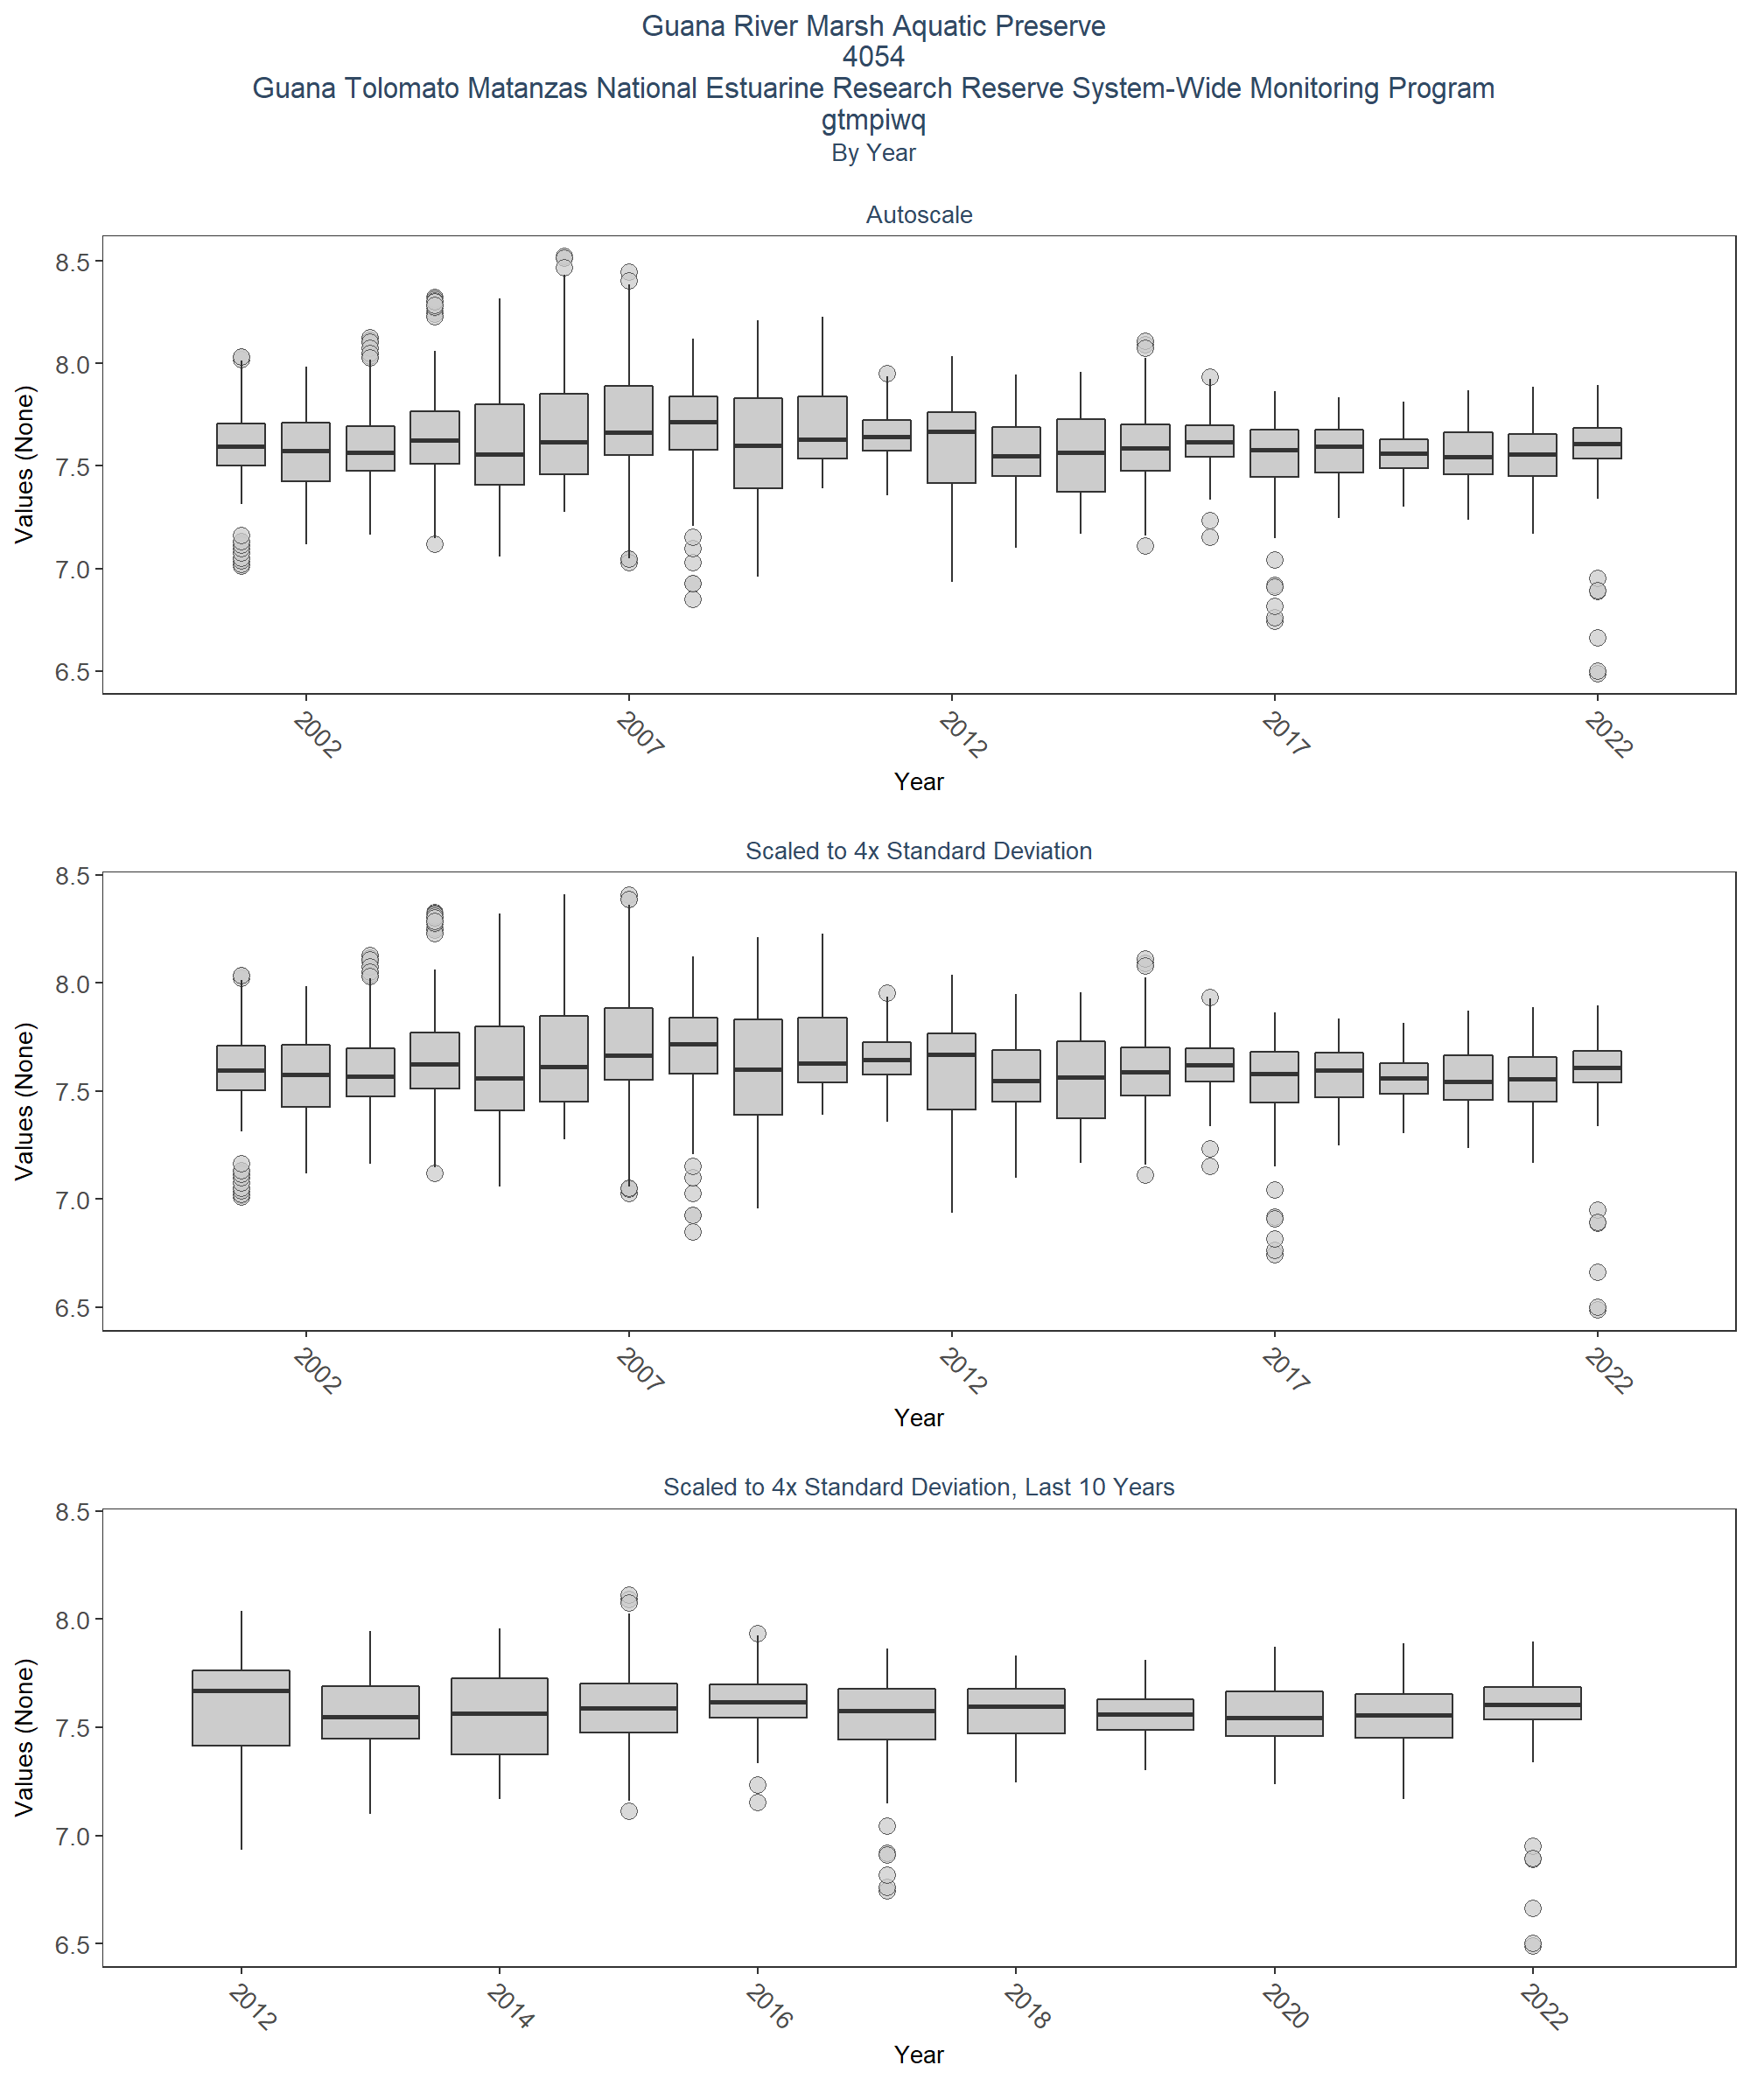 Guana River Marsh Aquatic Preserve
4054
Guana Tolomato Matanzas National Estuarine Research Reserve System-Wide Monitoring Program
gtmpiwq
By Year
Autoscale
Values (None)
8.5
8.0
7.5
7.0
6.5
2002
2007
2012
2017
2022
Year
Scaled to 4x Standard Deviation
Values (None)
8.5
8.0
7.5
7.0
6.5
2002
2007
2012
2017
2022
Year
Scaled to 4x Standard Deviation, Last 10 Years
Values (None)
8.5
8.0
7.5
7.0
6.5
2012
2014
2016
2018
2020
2022
Year